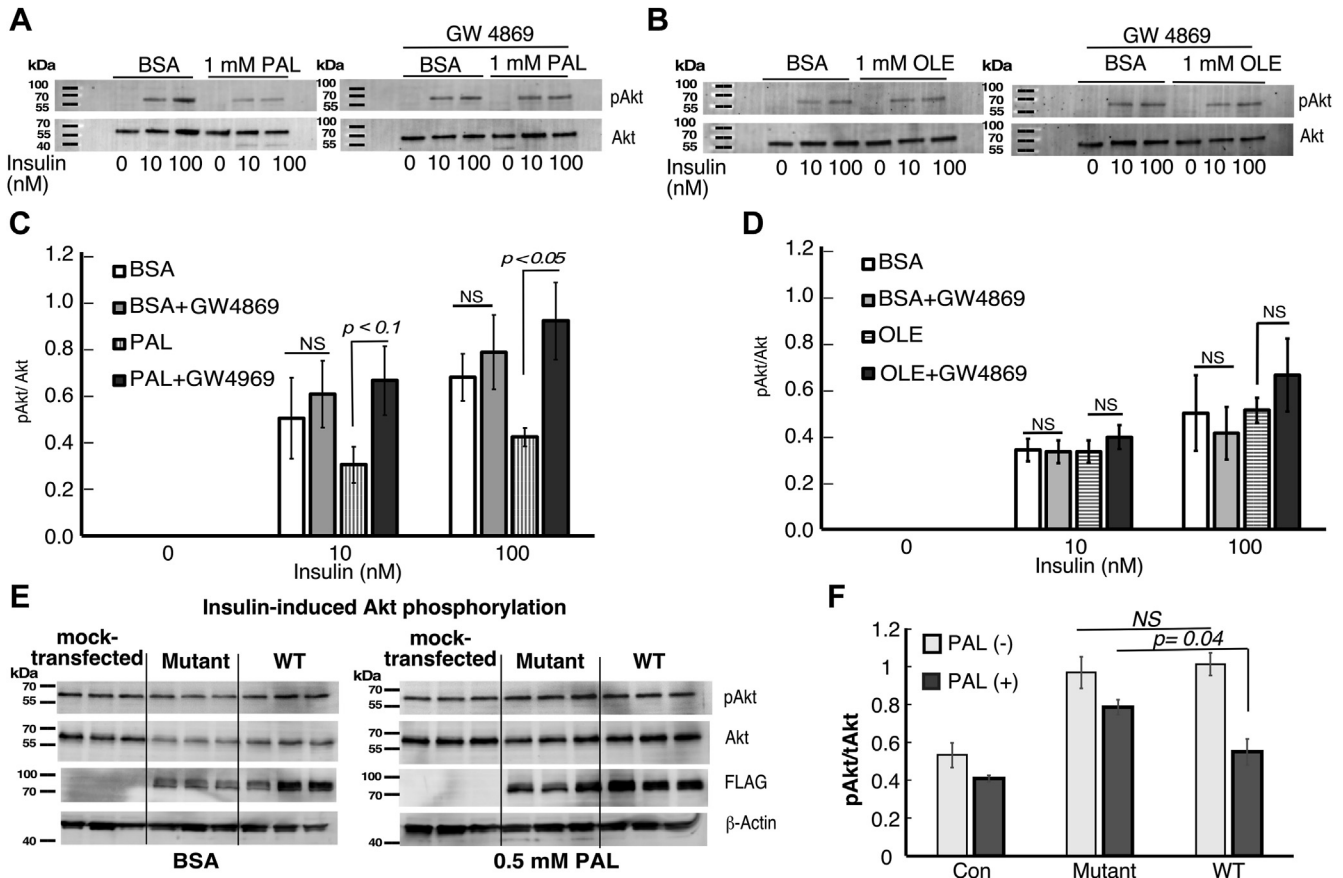 A
GW 4869
kDa BSA 1 mM PAL kDa BSA 1 mM PAL
100
70
55
100
70
55
pAkt
70
55
40
100
70
55
Akt
Insulin (nM) 0 10 100 0 10 100 0 10 100 0 10 100
B
GW 4869
kDa BSA 1 mM OLE kDa BSA 1 mM OLE
100
70
55
100
70
55
pAkt
100
70
55
100
70
55
Akt
Insulin (nM) 0 10 100 0 10 100 0 10 100 0 10 100
C
pAkt/ Akt
1.2
1.0
0.8
0.6
0.4
0.2
0.0
BSA
BSA+GW4869
PAL
PAL+GW4969
NS
p < 0.1
NS
p < 0.05
0 10 100
Insulin (nM)
D
pAkt/Akt
1.2
1.0
0.8
0.6
0.4
0.2
0.0
BSA
BSA+GW4869
OLE
OLE+GW4869
NS
NS
NS
NS
0 10 100
Insulin (nM)
E
Insulin-induced Akt phosphorylation
mock-
transfected Mutant WT
mock-
transfected Mutant WT
kDa
kDa
70
55
70
55
pAkt
70
55
70
55
Akt
100
70
100
70
FLAG
40
40
β-Actin
BSA
0.5 mM PAL
F
pAkt/tAkt
1.2
1
0.8
0.6
0.4
0.2
0
PAL (-)
PAL (+)
NS
p= 0.04
Con Mutant WT